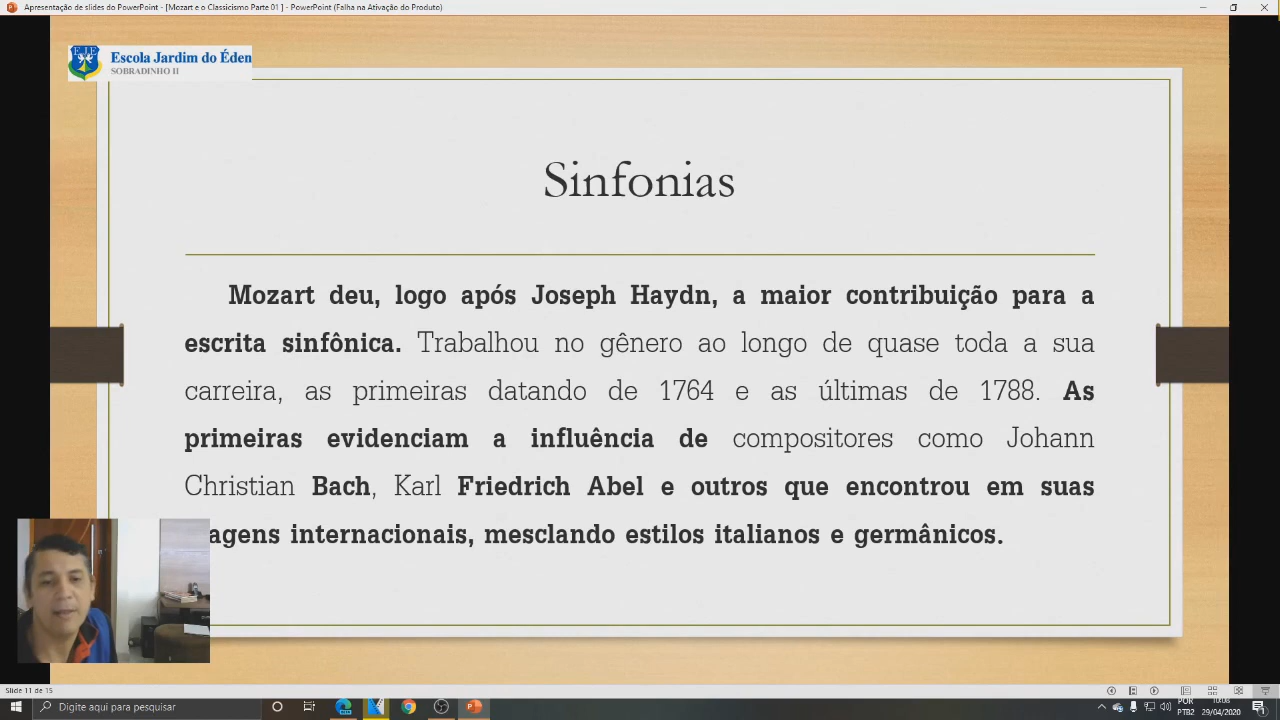 Apresentação de slides do PowerPoint - [Mozart e o Classicismo Parte 01 ] - PowerPoint (Falha na Ativação do Produto)
EJE
Escola Jardim do Éden
SOBRADINHO II
Sinfonias
Mozart deu, logo após Joseph Haydn, a maior contribuição para a
escrita sinfônica. Trabalhou no gênero ao longo de quase toda a sua
carreira, as primeiras datando de 1764 e as últimas de 1788. As
primeiras evidenciam a influência de compositores como Johann
Christian Bach, Karl Friedrich Abel e outros que encontrou em suas
agens internacionais, mesclando estilos italianos e germânicos.
Slide 11 de 15
Digite aqui para pesquisar
POR
PTB2
29/04/2020